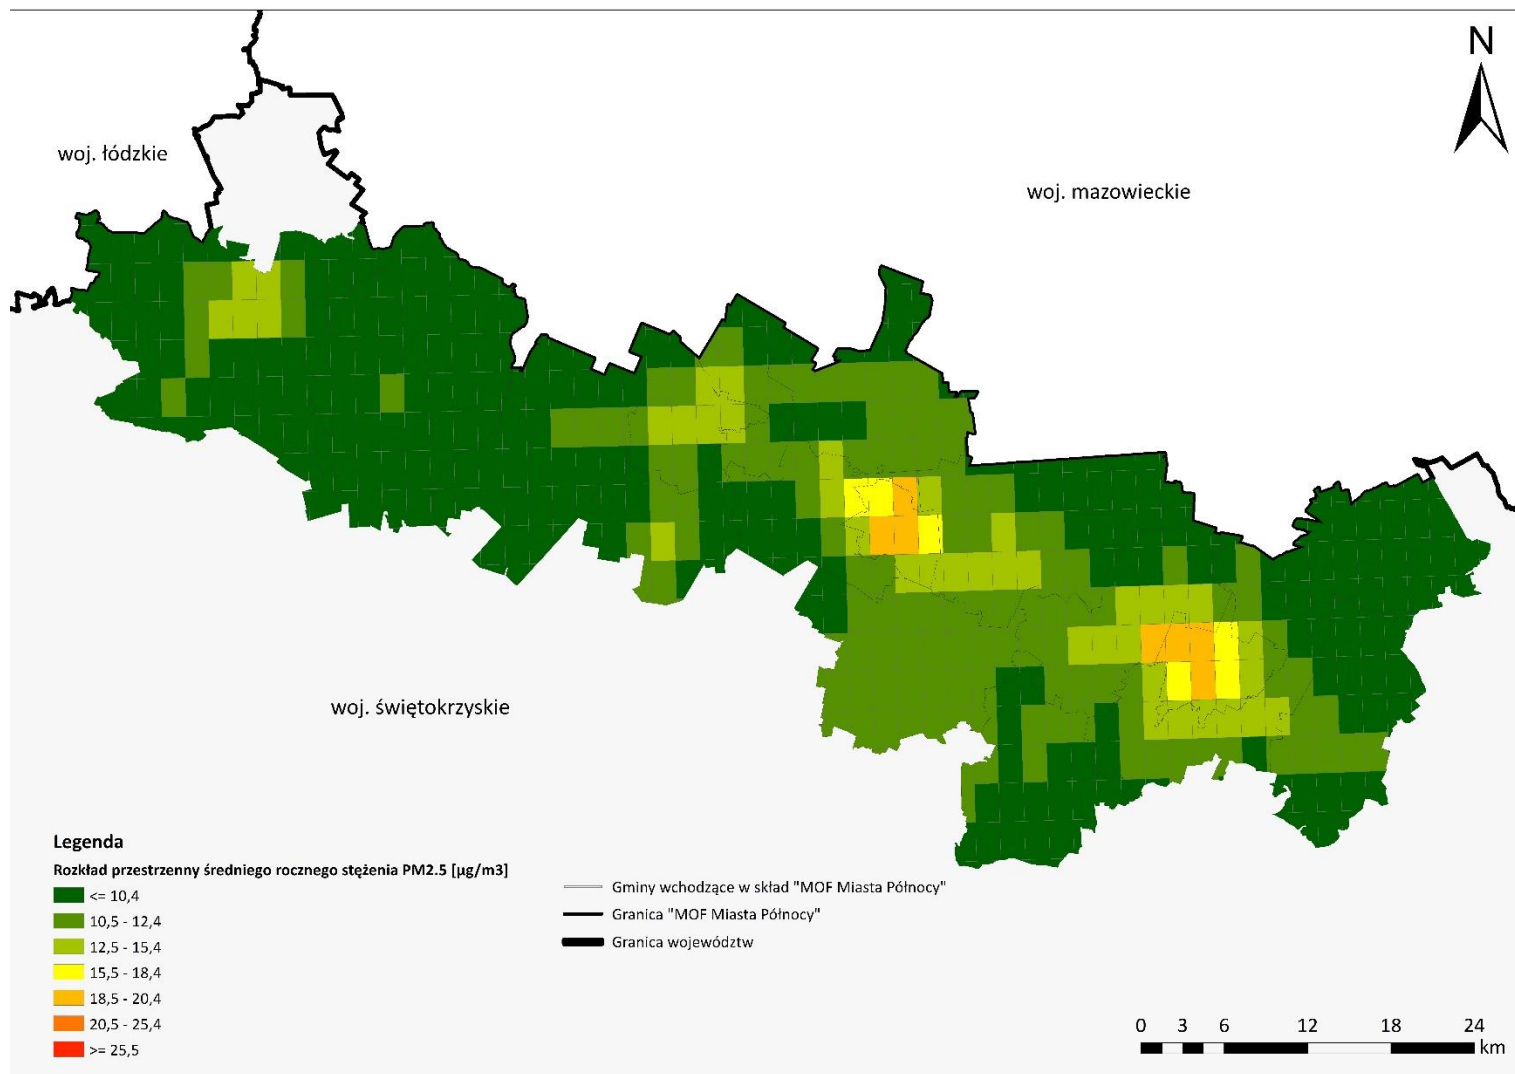 N
woj. łódzkie
woj. mazowieckie
woj. świętokrzyskie
Legenda
Rozkład przestrzenny średniego rocznego stężenia PM2.5 [µg/m3]
<= 10,4
10,5 - 12,4
12,5 - 15,4
15,5 - 18,4
18,5 - 20,4
20,5 - 25,4
>= 25,5
Gminy wchodzące w skład "MOF Miasta Północy"
Granica "MOF Miasta Północy"
Granica województw
0 3 6 12 18 24
km